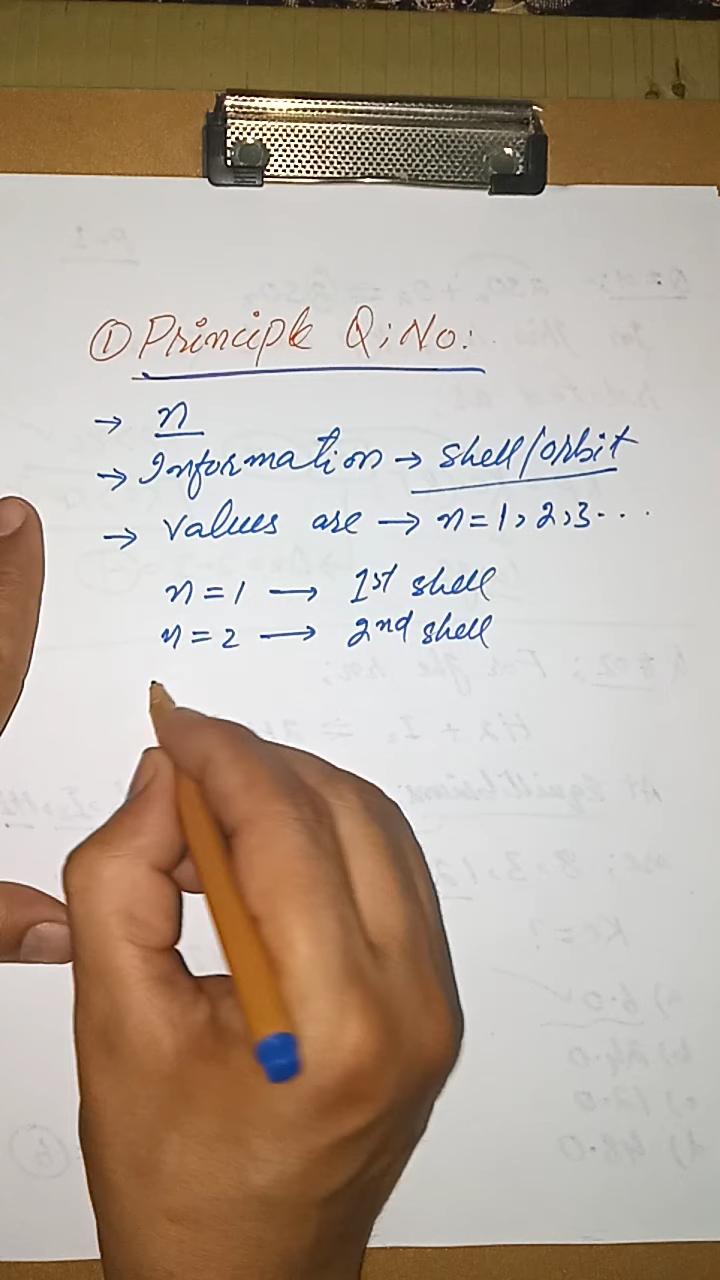 ① Principle Q;No:
→ n
→ Information → shell/orbit
→ values are → n=1,2,3...
n=1 → 1st shell
n=2 → 2nd shell